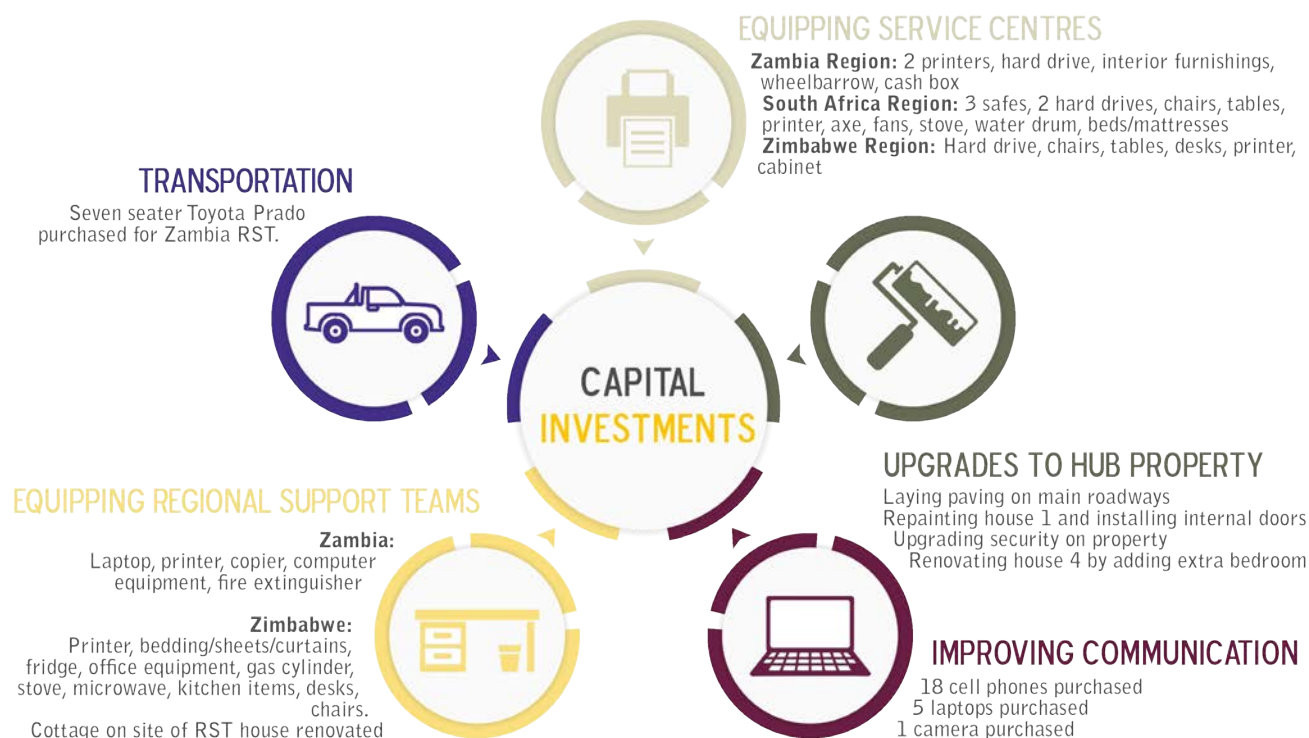 EQUIPPING SERVICE CENTRES
Zambia Region: 2 printers, hard drive, interior furnishings,
wheelbarrow, cash box
South Africa Region: 3 safes, 2 hard drives, chairs, tables,
printer, axe, fans, stove, water drum, beds/mattresses
Zimbabwe Region: Hard drive, chairs, tables, desks, printer,
cabinet
TRANSPORTATION
Seven seater Toyota Prado
purchased for Zambia RST.
CAPITAL
INVESTMENTS
UPGRADES TO HUB PROPERTY
Laying paving on main roadways
Repainting house 1 and installing internal doors
Upgrading security on property
Renovating house 4 by adding extra bedroom
EQUIPPING REGIONAL SUPPORT TEAMS
Zambia:
Laptop, printer, copier, computer
equipment, fire extinguisher
Zimbabwe:
Printer, bedding/sheets/curtains,
fridge, office equipment, gas cylinder,
stove, microwave, kitchen items, desks,
chairs.
Cottage on site of RST house renovated
IMPROVING COMMUNICATION
18 cell phones purchased
5 laptops purchased
1 camera purchased